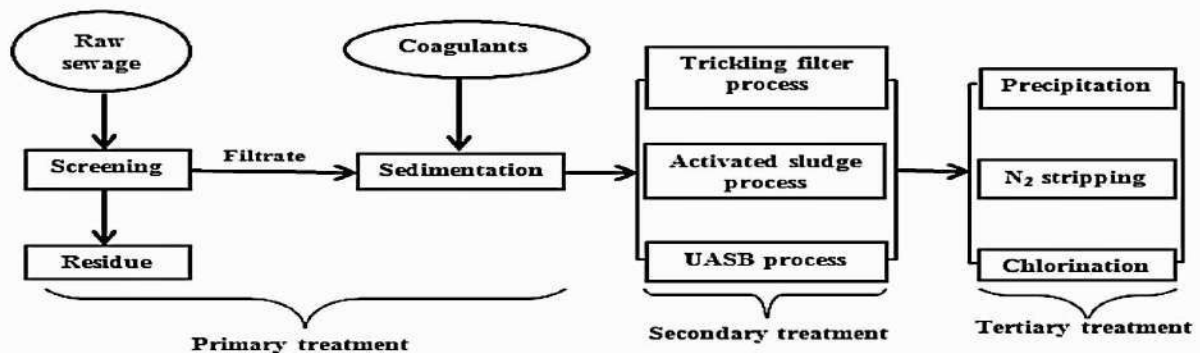 Raw
sewage
Coagulants
Screening
Filtrate
Sedimentation
Residue
Primary treatment
Trickling filter
process
Activated sludge
process
UASB process
Secondary treatment
Precipitation
N₂ stripping
Chlorination
Tertiary treatment